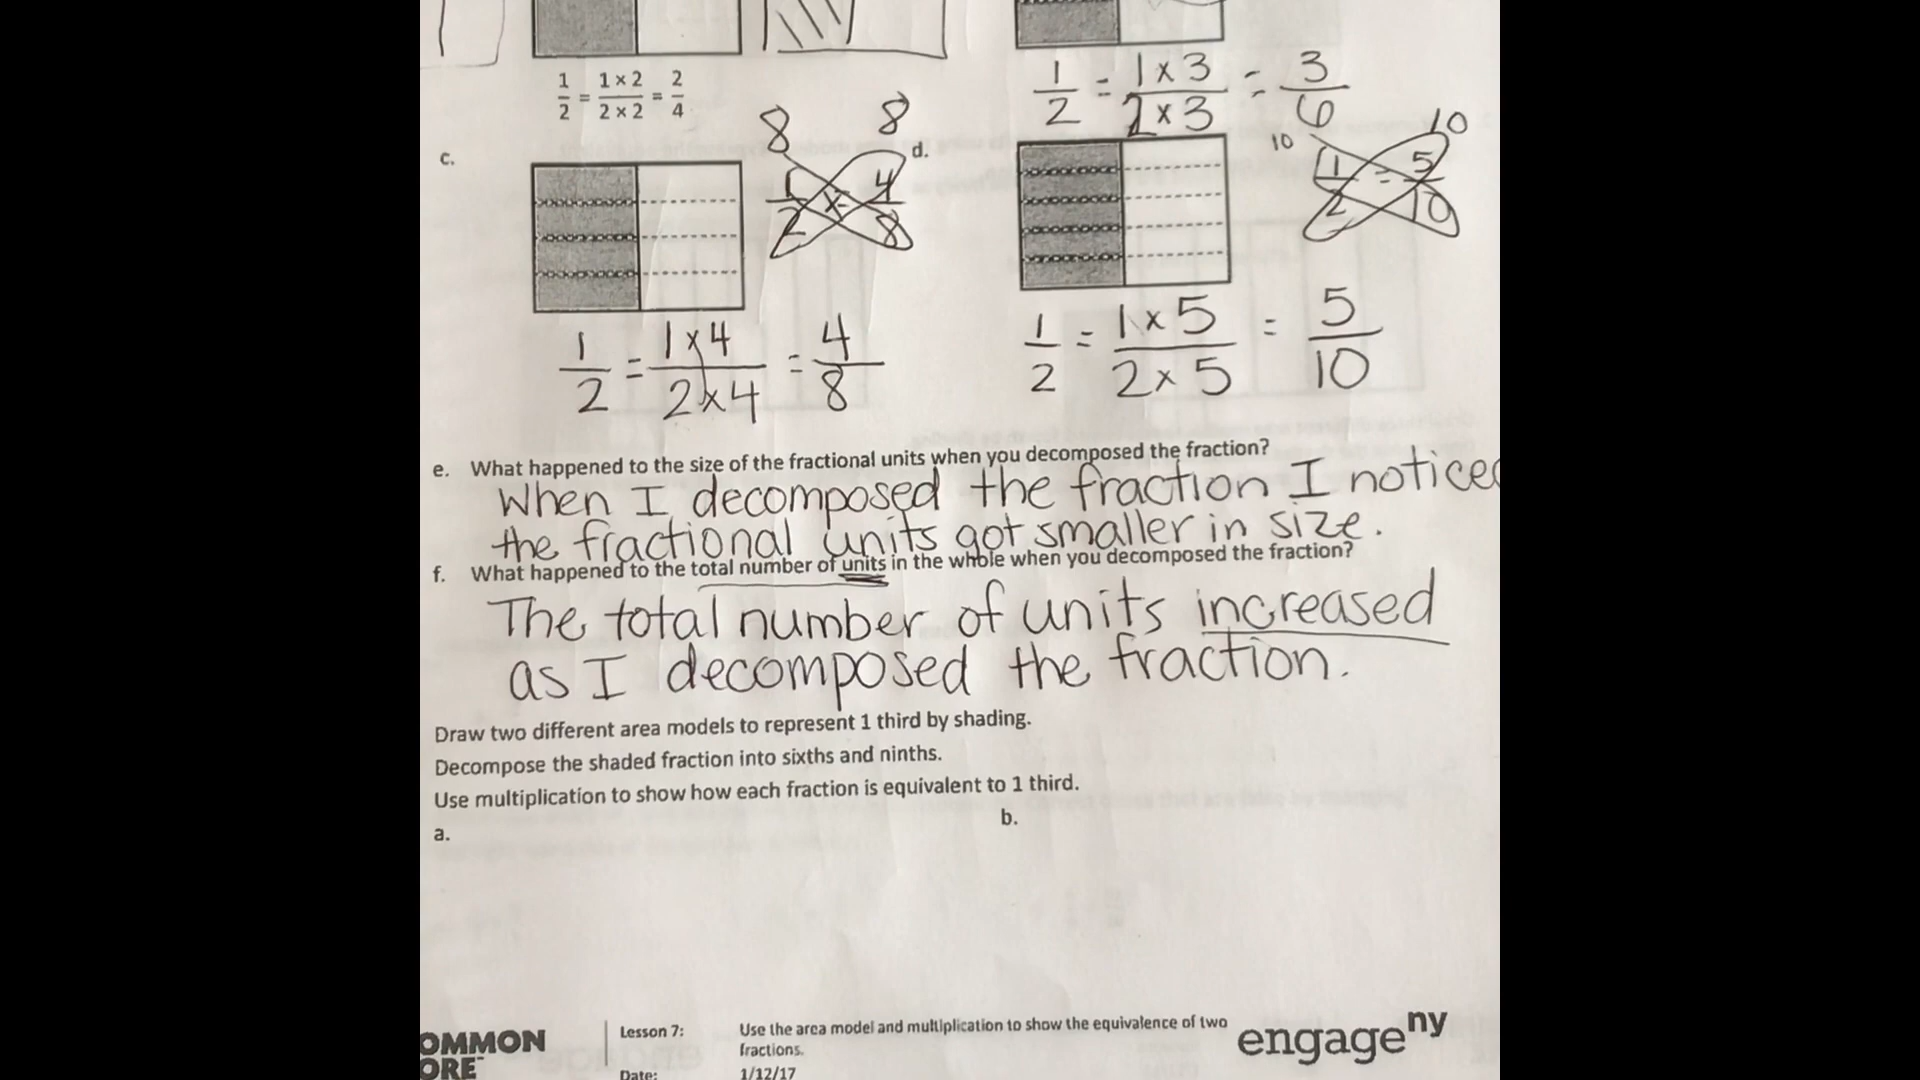 1/2 = 1 x 2 / 2 x 2 = 2/4
1/2 = 1 x 3 / 2 x 3 = 3/6
c.
8 8
1/2 x= 4/8
d.
10 10
1/2 = 5/10
1/2 = 1 x 4 / 2 x 4 = 4/8
1/2 = 1 x 5 / 2 x 5 = 5/10
e. What happened to the size of the fractional units when you decomposed the fraction?
When I decomposed the fraction I noticed
the fractional units got smaller in size.
f. What happened to the total number of units in the whole when you decomposed the fraction?
The total number of units increased
as I decomposed the fraction.
Draw two different area models to represent 1 third by shading.
Decompose the shaded fraction into sixths and ninths.
Use multiplication to show how each fraction is equivalent to 1 third.
a. b.
OMMON
ORE
Lesson 7: Use the area model and multiplication to show the equivalence of two
fractions.
Date: 1/12/17
engage ny